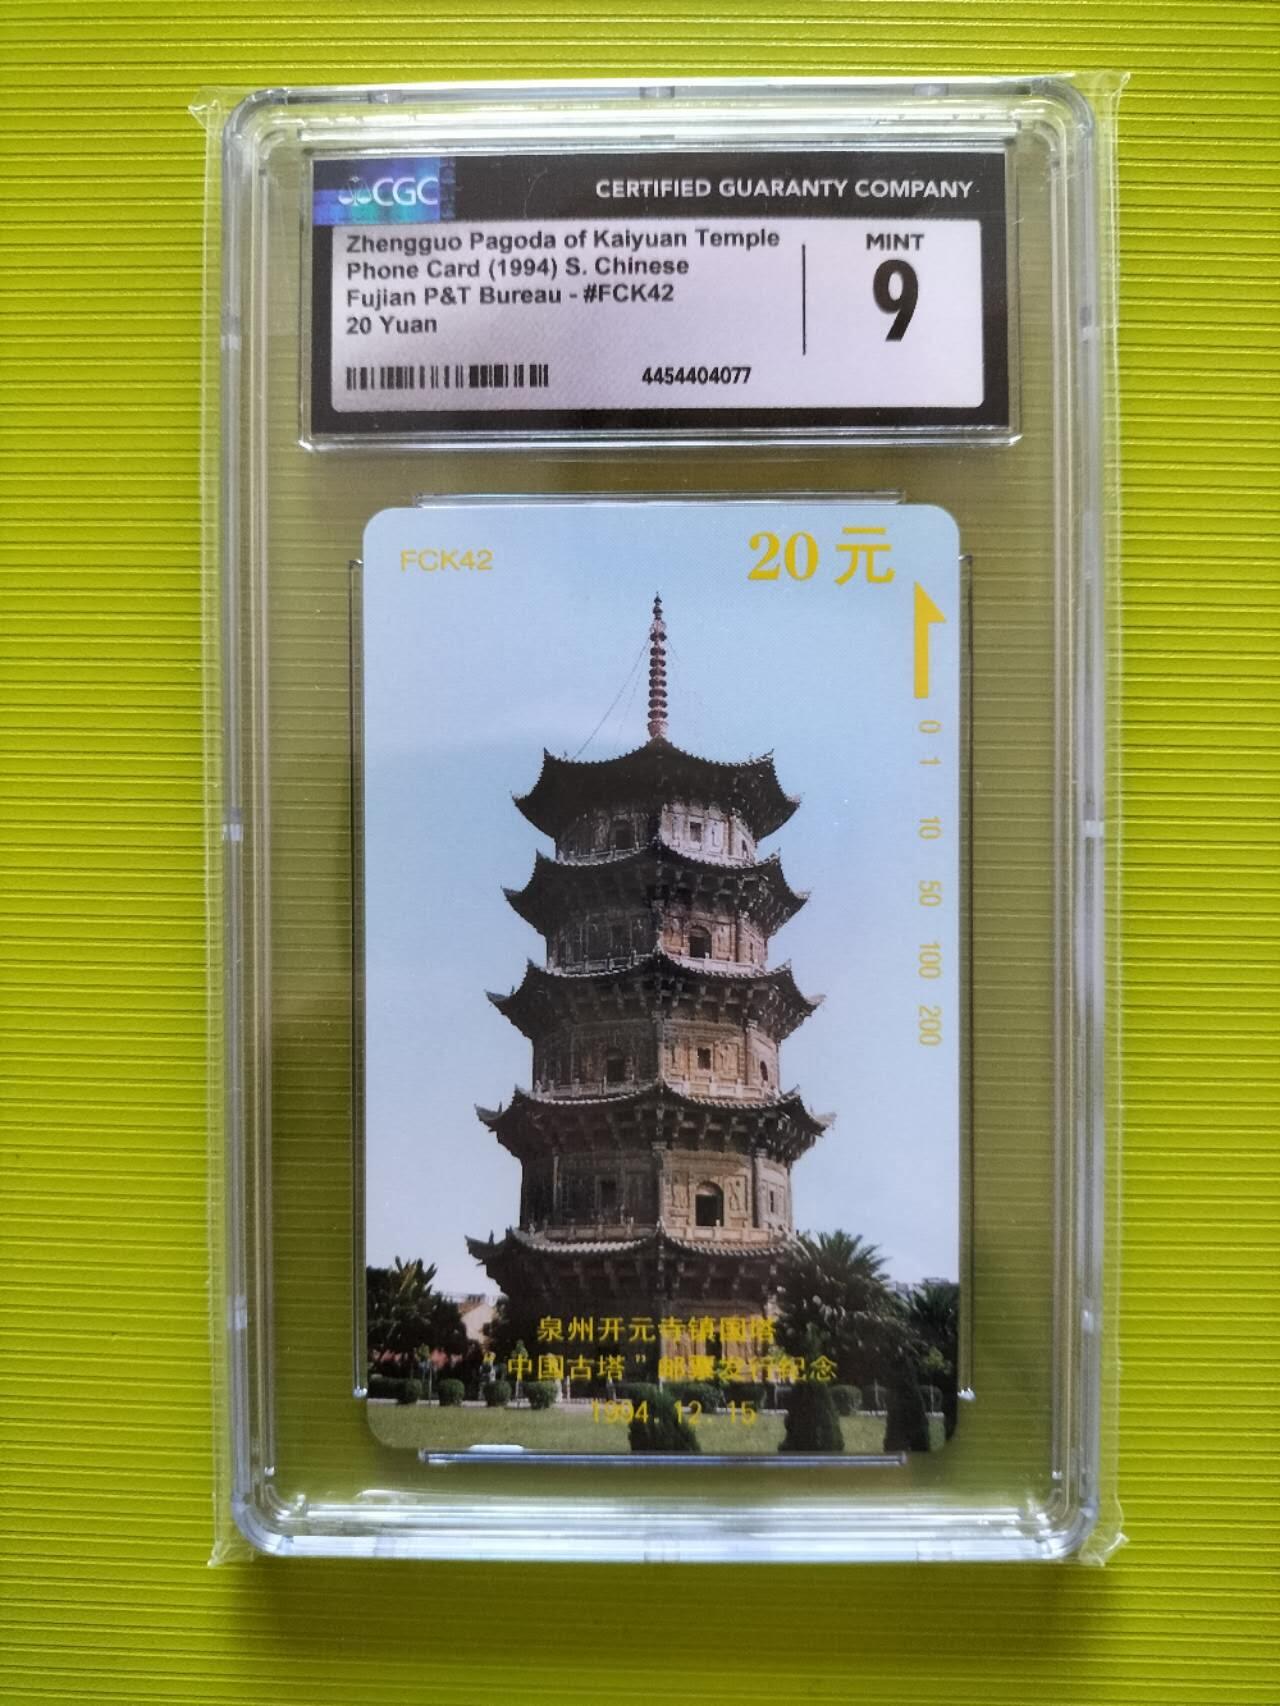 CGC
CERTIFIED GUARANTY COMPANY
Zhengguo Pagoda of Kaiyuan Temple
Phone Card (1994) S. Chinese
Fujian P&T Bureau - #FCK42
20 Yuan
4454404077
MINT
9
FCK42
20 元
0
1
10
50
100
200
泉州开元寺镇国塔
"中国古塔"邮票发行纪念
1994.12.15